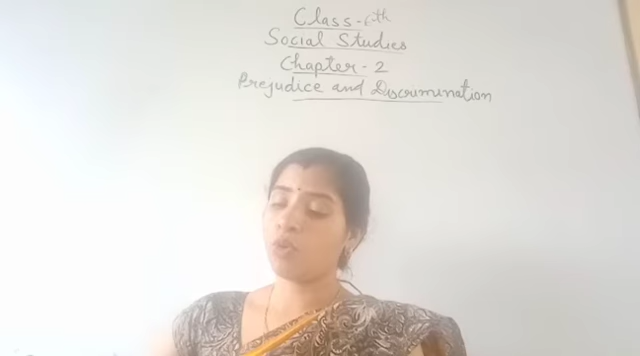 Class-6th
Social Studies
Chapter-2
Prejudice and Discrimination